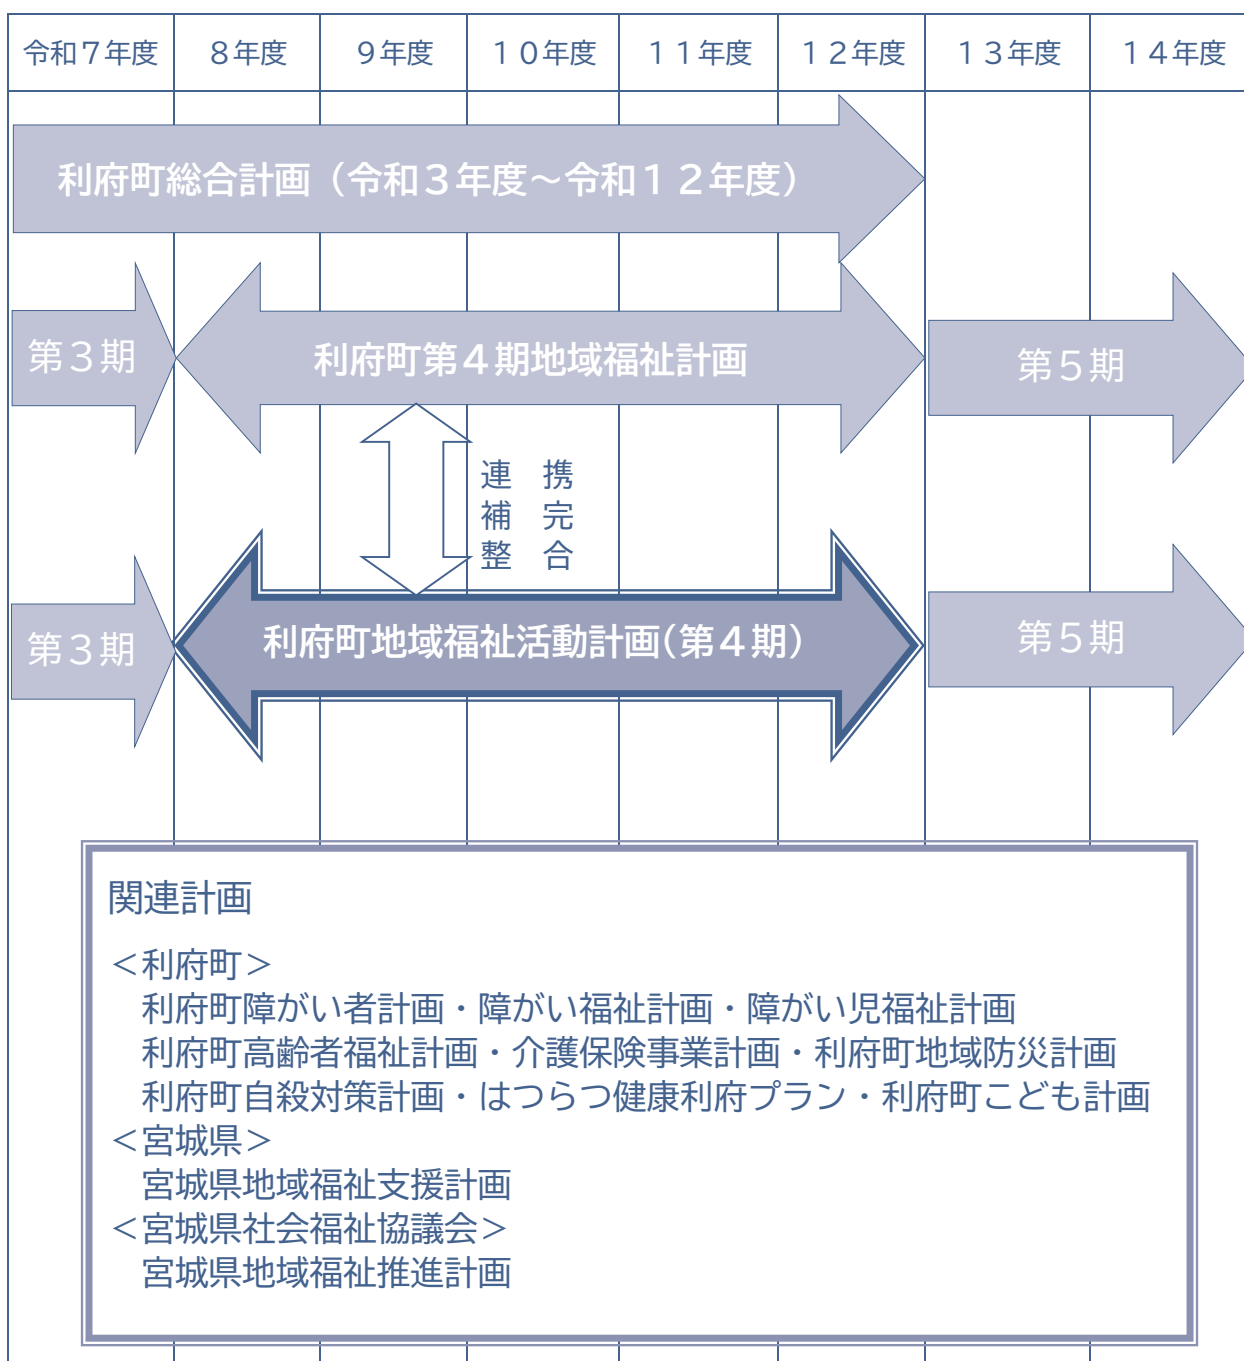 令和７年度 ８年度 ９年度 １０年度 １１年度 １２年度 １３年度 １４年度
利府町総合計画（令和３年度～令和１２年度）
第３期 利府町第４期地域福祉計画 第５期
連　携
補　完
整　合
第３期 利府町地域福祉活動計画(第４期） 第５期
関連計画
＜利府町＞
利府町障がい者計画・障がい福祉計画・障がい児福祉計画
利府町高齢者福祉計画・介護保険事業計画・利府町地域防災計画
利府町自殺対策計画・はつらつ健康利府プラン・利府町こども計画
＜宮城県＞
宮城県地域福祉支援計画
＜宮城県社会福祉協議会＞
宮城県地域福祉推進計画